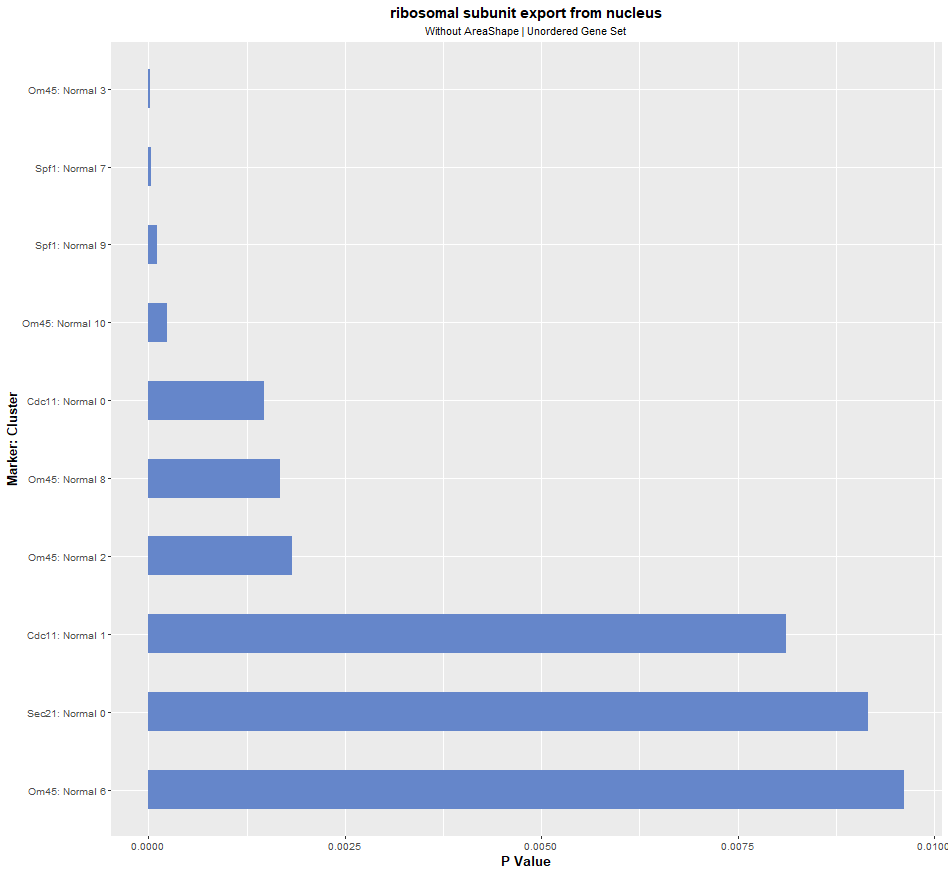 ribosomal subunit export from nucleus
Without AreaShape | Unordered Gene Set
Om45: Normal 3
Spf1: Normal 7
Spf1: Normal 9
Om45: Normal 10
Cdc11: Normal 0
Om45: Normal 8
Om45: Normal 2
Cdc11: Normal 1
Sec21: Normal 0
Om45: Normal 6
Marker: Cluster
0.0000 0.0025 0.0050 0.0075 0.0100
P Value